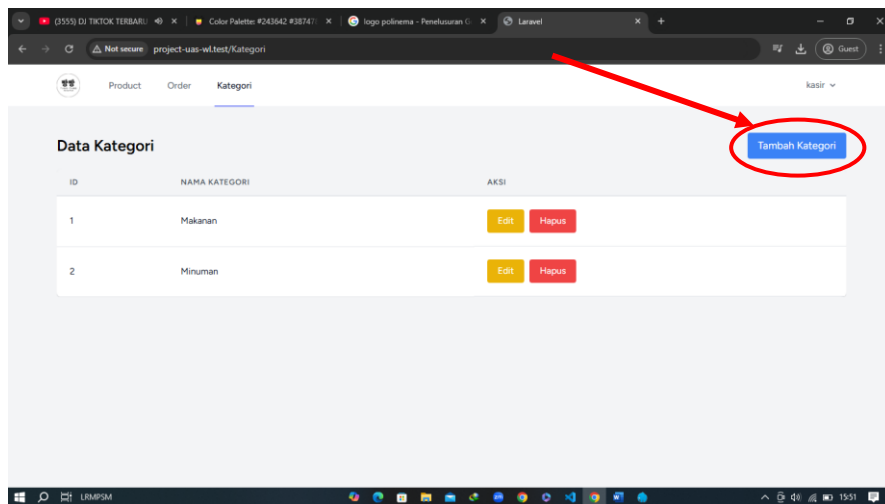 (3555) DJ TIKTOK TERBARU
Color Palette: #243642 #38747
logo polinema - Penelusuran G
Laravel
Not secure project-uas-wl.test/Kategori
Guest
Product Order Kategori
kasir
Data Kategori
Tambah Kategori
ID NAMA KATEGORI AKSI
1 Makanan Edit Hapus
2 Minuman Edit Hapus
LRMPSM
15:51